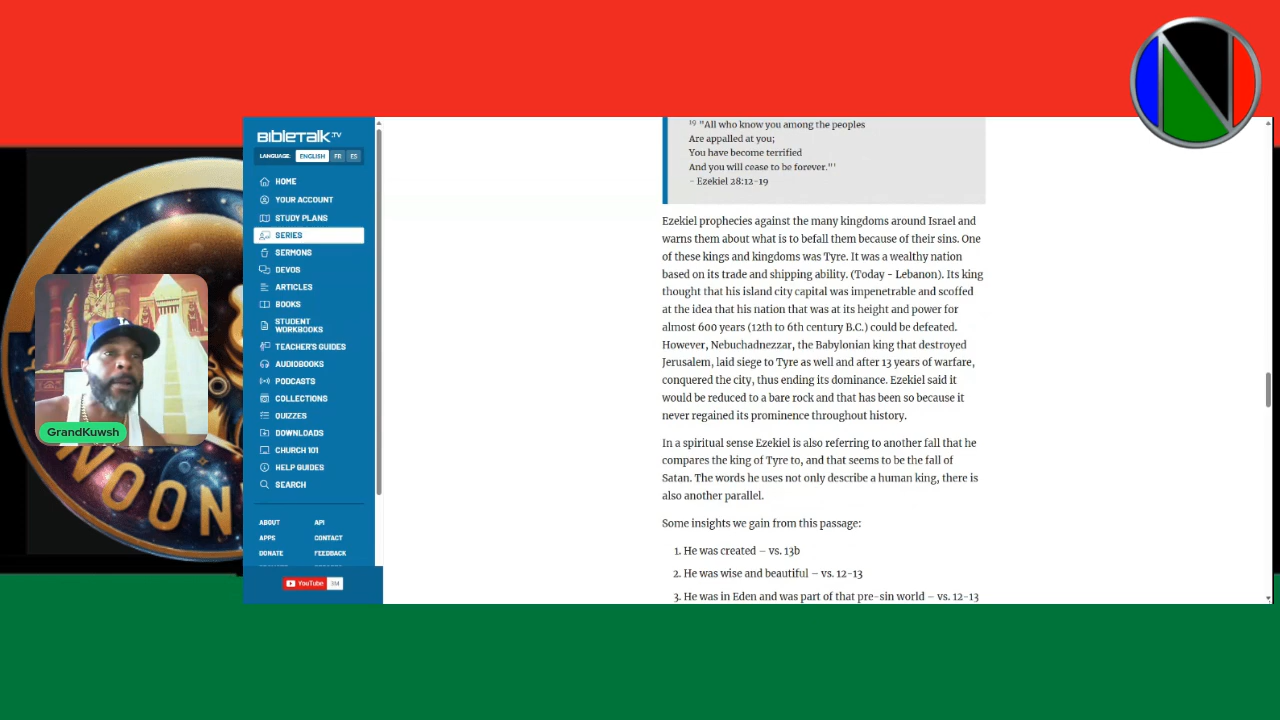 BIBLETALK.TV
LANGUAGE: ENGLISH FR ES
HOME
YOUR ACCOUNT
STUDY PLANS
SERIES
SERMONS
DEVOS
ARTICLES
BOOKS
STUDENT
WORKBOOKS
TEACHER'S GUIDES
AUDIOBOOKS
PODCASTS
COLLECTIONS
QUIZZES
DOWNLOADS
CHURCH 101
HELP GUIDES
SEARCH
ABOUT API
APPS CONTACT
DONATE FEEDBACK
YouTube
19 "All who know you among the peoples
Are appalled at you;
You have become terrified
And you will cease to be forever."'
- Ezekiel 28:12-19
Ezekiel prophecies against the many kingdoms around Israel and
warns them about what is to befall them because of their sins. One
of these kings and kingdoms was Tyre. It was a wealthy nation
based on its trade and shipping ability. (Today - Lebanon). Its king
thought that his island city capital was impenetrable and scoffed
at the idea that his nation that was at its height and power for
almost 600 years (12th to 6th century B.C.) could be defeated.
However, Nebuchadnezzar, the Babylonian king that destroyed
Jerusalem, laid siege to Tyre as well and after 13 years of warfare,
conquered the city, thus ending its dominance. Ezekiel said it
would be reduced to a bare rock and that has been so because it
never regained its prominence throughout history.
In a spiritual sense Ezekiel is also referring to another fall that he
compares the king of Tyre to, and that seems to be the fall of
Satan. The words he uses not only describe a human king, there is
also another parallel.
Some insights we gain from this passage:
1. He was created – vs. 13b
2. He was wise and beautiful – vs. 12-13
3. He was in Eden and was part of that pre-sin world – vs. 12-13
GrandKuwsh
NOON
N